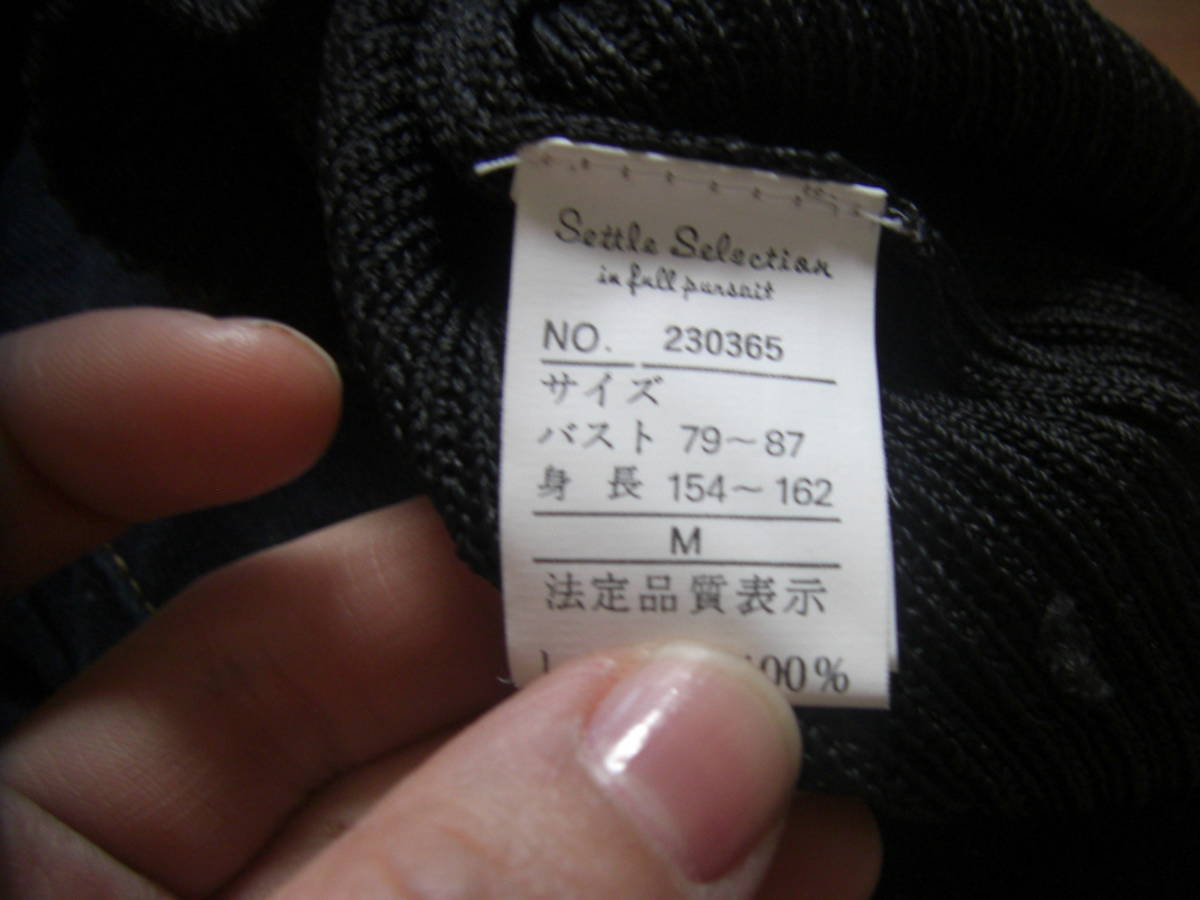 Settle Selection
in full pursuit
NO. 230365
サイズ
バスト 79～87
身 長 154～162
M
法定品質表示
100%